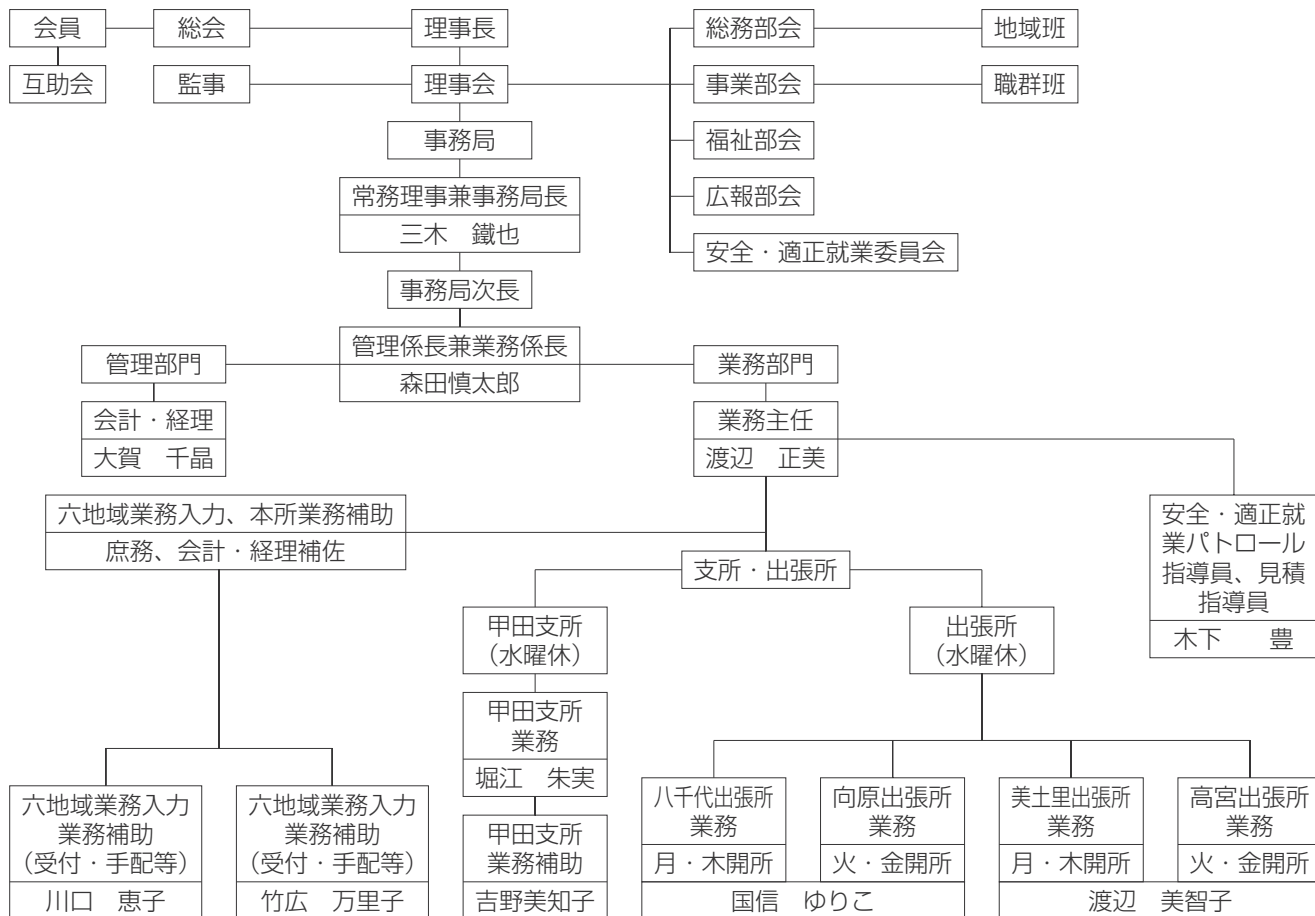 会員
総会
理事長
総務部会
地域班
互助会
監事
理事会
事業部会
職群班
事務局
福祉部会
常務理事兼事務局長
三木　鐵也
広報部会
安全・適正就業委員会
事務局次長
管理係長兼業務係長
森田慎太郎
管理部門
業務部門
会計・経理
大賀　千晶
業務主任
渡辺　正美
六地域業務入力、本所業務補助
庶務、会計・経理補佐
安全・適正就
業パトロール
指導員、見積
指導員
木下　　豊
支所・出張所
甲田支所
（水曜休）
出張所
（水曜休）
甲田支所
業務
堀江　朱実
六地域業務入力
業務補助
（受付・手配等）
川口　恵子
六地域業務入力
業務補助
（受付・手配等）
竹広　万里子
甲田支所
業務補助
吉野美知子
八千代出張所
業務
月・木開所
向原出張所
業務
火・金開所
国信　ゆりこ
美土里出張所
業務
月・木開所
高宮出張所
業務
火・金開所
渡辺　美智子